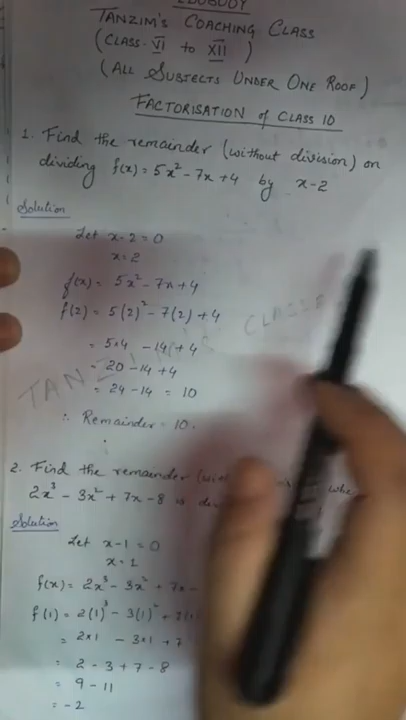 EDUBUDY
TANZIM'S COACHING CLASS
(CLASS-VI to XII)
(ALL SUBJECTS UNDER ONE ROOF)
FACTORISATION of CLASS 10
1. Find the remainder (without division) on
dividing f(x) = 5x² - 7x + 4 by x-2
Solution
Let x-2 = 0
x = 2
f(x) = 5x² - 7x + 4
f(2) = 5(2)² - 7(2) + 4
= 5×4 - 14 + 4
= 20 - 14 + 4
= 24 - 14 = 10
∴ Remainder = 10.
2. Find the remainder
2x³ - 3x² + 7x - 8 is
Solution
Let x-1 = 0
x = 1
f(x) = 2x³ - 3x² + 7x -
f(1) = 2(1)³ - 3(1)² +
= 2×1 - 3×1 + 7
= 2 - 3 + 7 - 8
= 9 - 11
= -2